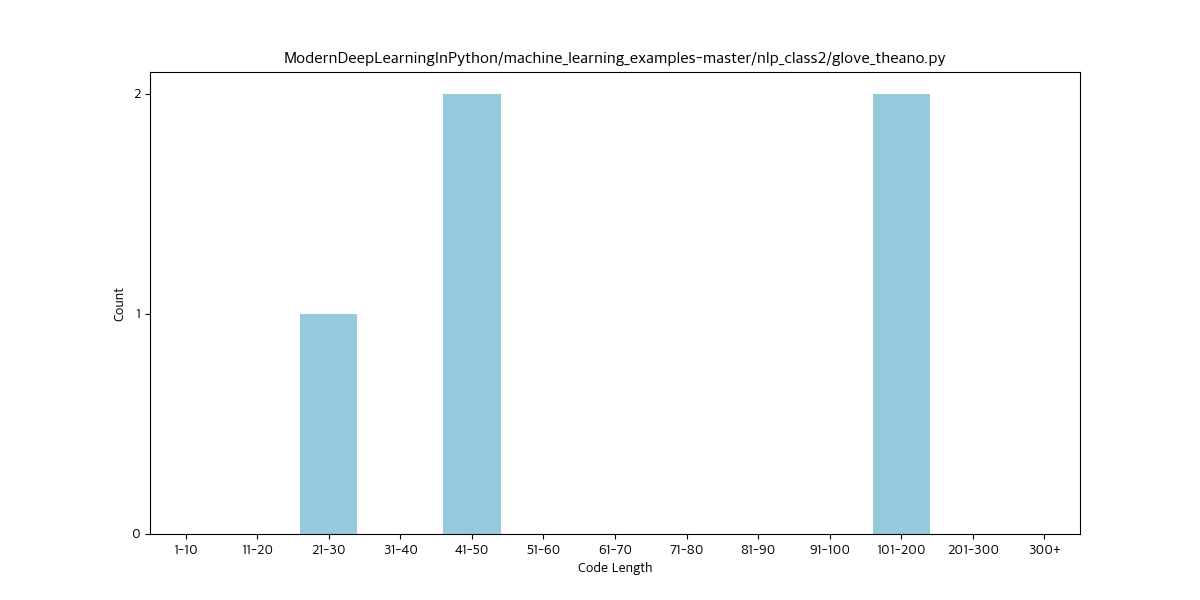 ModernDeepLearningInPython/machine_learning_examples-master/nlp_class2/glove_theano.py
2
1
0
Count
1-10 11-20 21-30 31-40 41-50 51-60 61-70 71-80 81-90 91-100 101-200 201-300 300+
Code Length